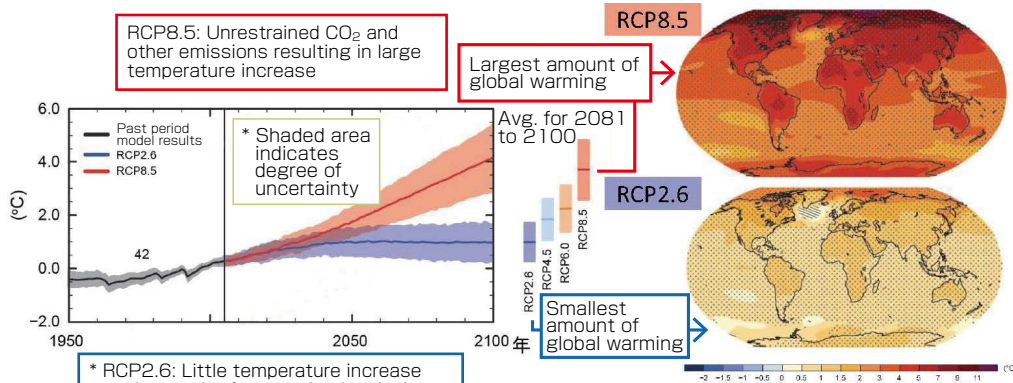 RCP8.5: Unrestrained CO₂ and
other emissions resulting in large
temperature increase
Largest amount of
global warming
RCP8.5
6.0
4.0
2.0
0.0
−2.0
(°C)
Past period
model results
RCP2.6
RCP8.5
* Shaded area
indicates
degree of
uncertainty
42
1950
2000
2050
2100 年
Avg. for 2081
to 2100
RCP2.6
RCP4.5
RCP6.0
RCP8.5
RCP2.6
Smallest
amount of
global warming
* RCP2.6: Little temperature increase
−2 −1.5 −1 −0.5 0 0.5 1 1.5 2 3 4 5 7 9 11